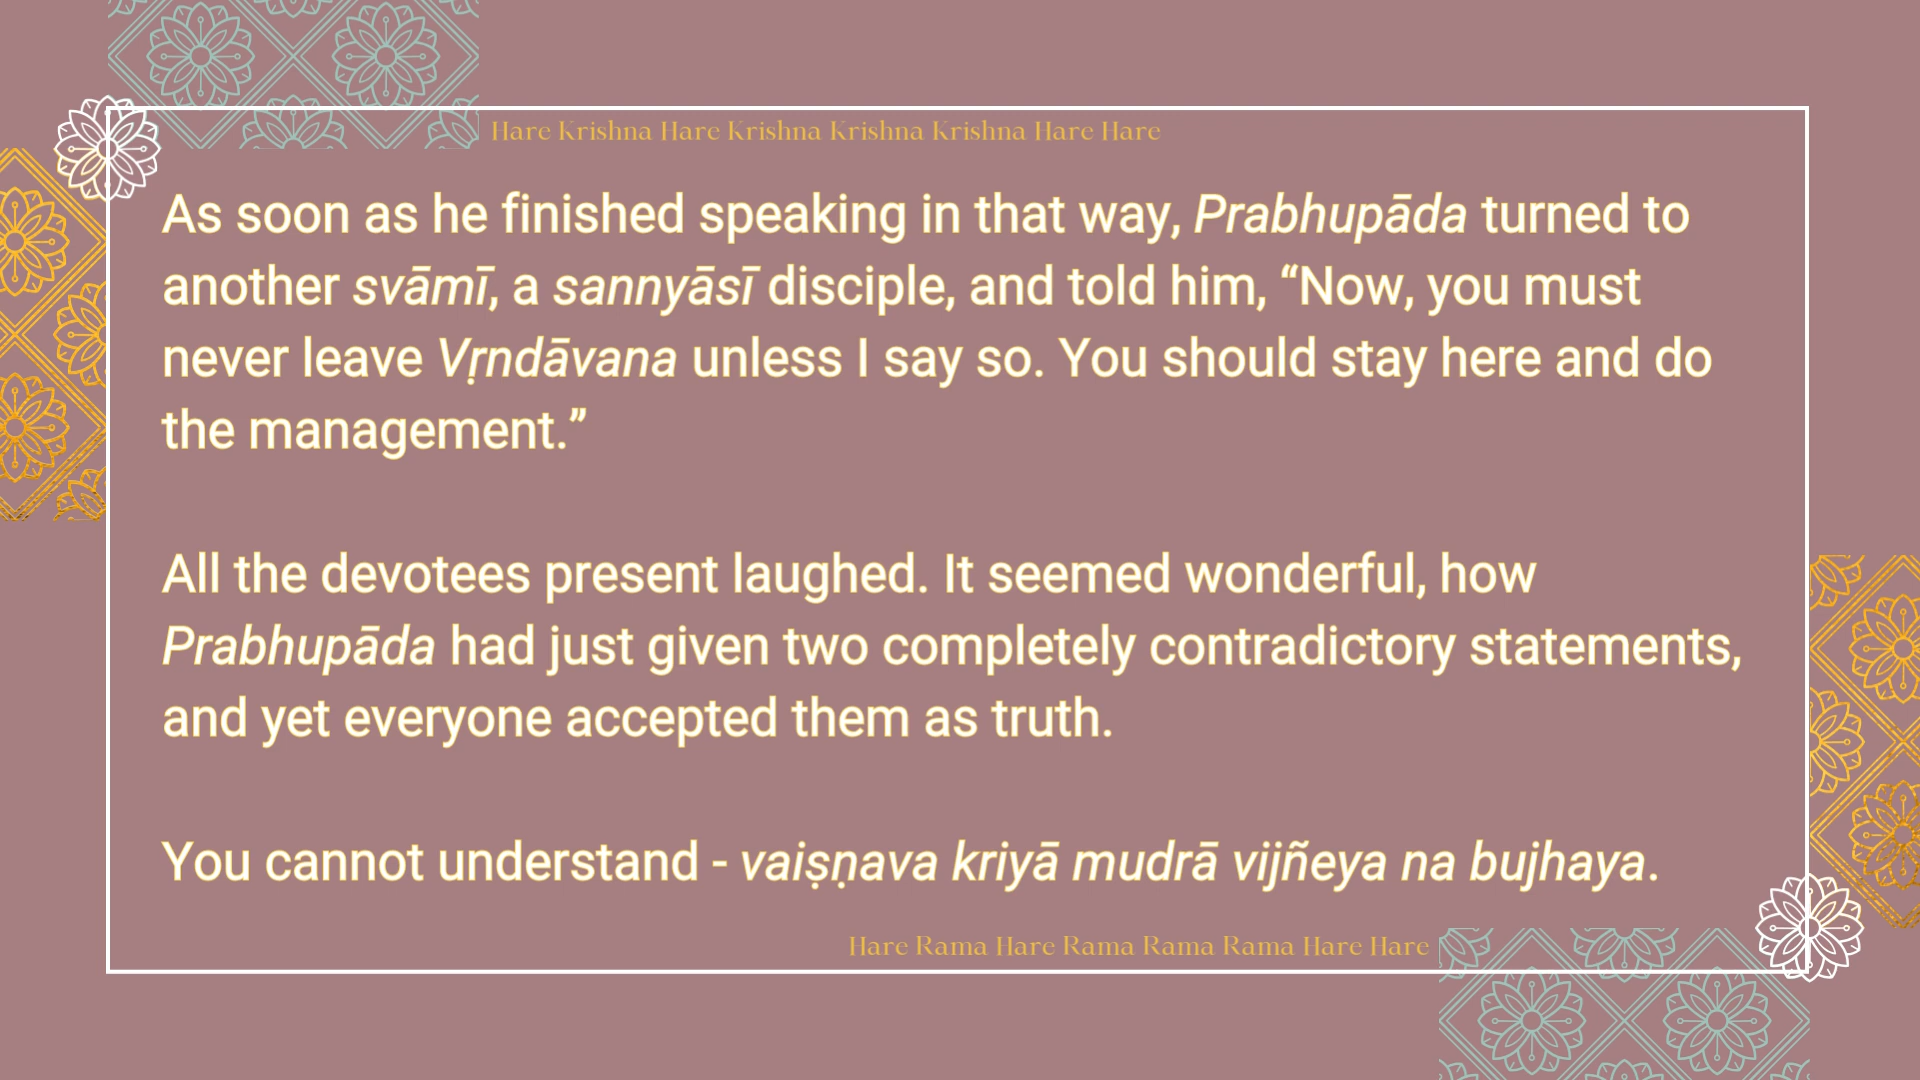 Hare Krishna Hare Krishna Krishna Krishna Hare Hare
As soon as he finished speaking in that way, Prabhupāda turned to
another svāmī, a sannyāsī disciple, and told him, “Now, you must
never leave Vṛndāvana unless I say so. You should stay here and do
the management.”
All the devotees present laughed. It seemed wonderful, how
Prabhupāda had just given two completely contradictory statements,
and yet everyone accepted them as truth.
You cannot understand - vaiṣṇava kriyā mudrā vijñeya na bujhaya.
Hare Rama Hare Rama Rama Rama Hare Hare